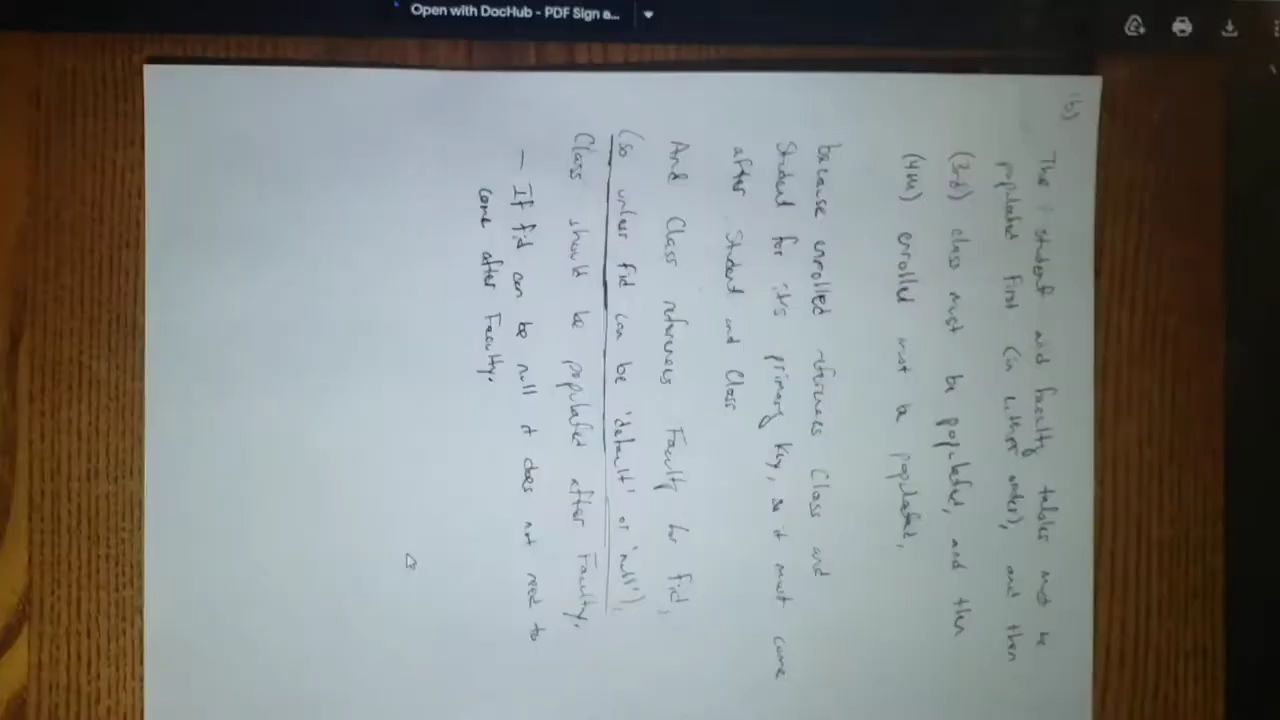 Open with DocHub - PDF Sign a...
1b)
The student and faculty tables must be
populated first (in either order), and then
(3rd) class must be populated, and then
(4th) enrolled must be populated,
because enrolled references Class and
Student for its primary key, so it must come
after Student and Class
And Class references Faculty for fid,
(so unless fid can be 'default' or 'null'),
Class should be populated after Faculty.
– If fid can be null it does not need to
come after Faculty.